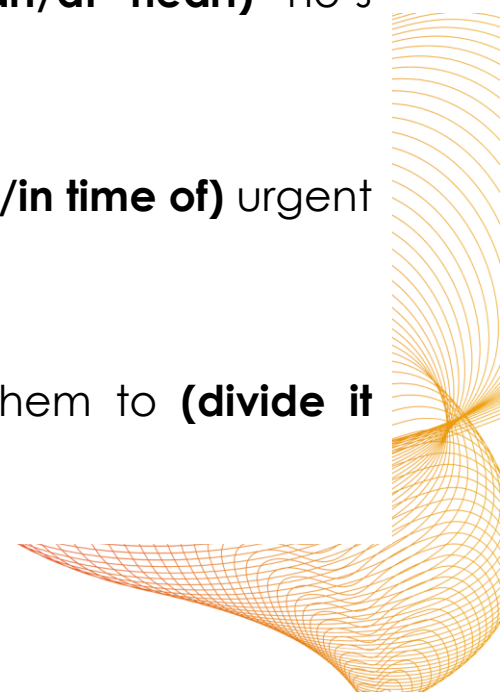 he's
/in time of) urgent
hem to (divide it